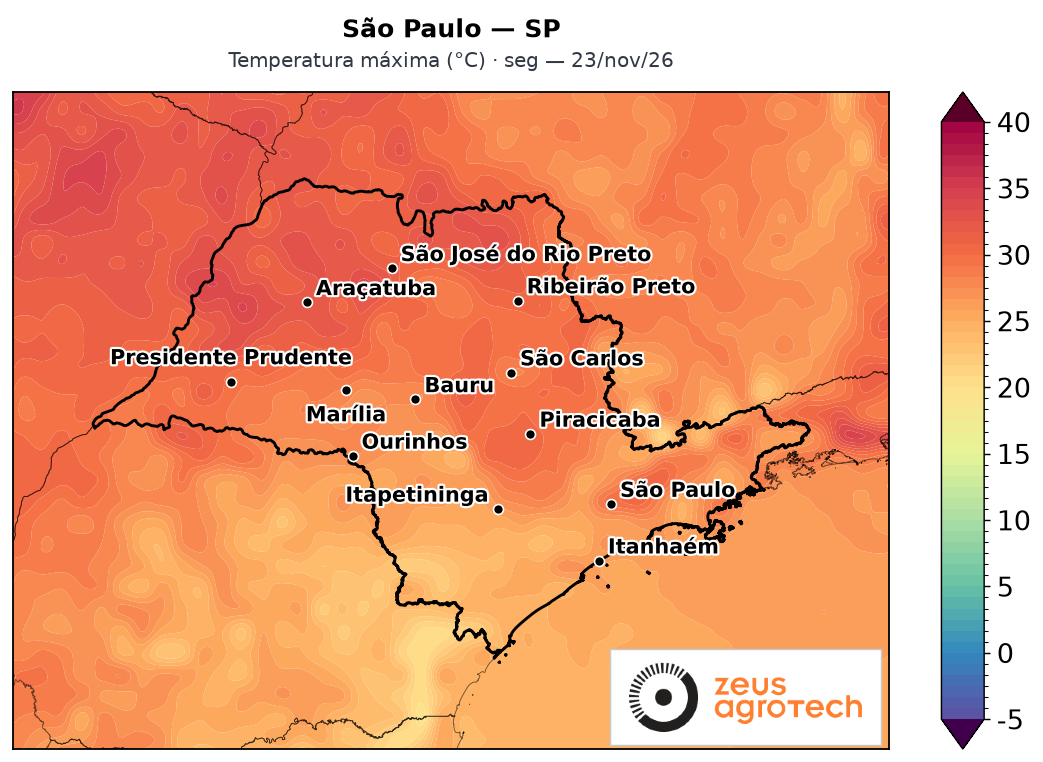 São Paulo — SP
Temperatura máxima (°C) · seg — 23/nov/26
São José do Rio Preto
Araçatuba
Ribeirão Preto
Presidente Prudente
São Carlos
Bauru
Marília
Piracicaba
Ourinhos
Itapetininga
São Paulo
Itanhaém
40
35
30
25
20
15
10
5
0
-5
zeus
agrotech